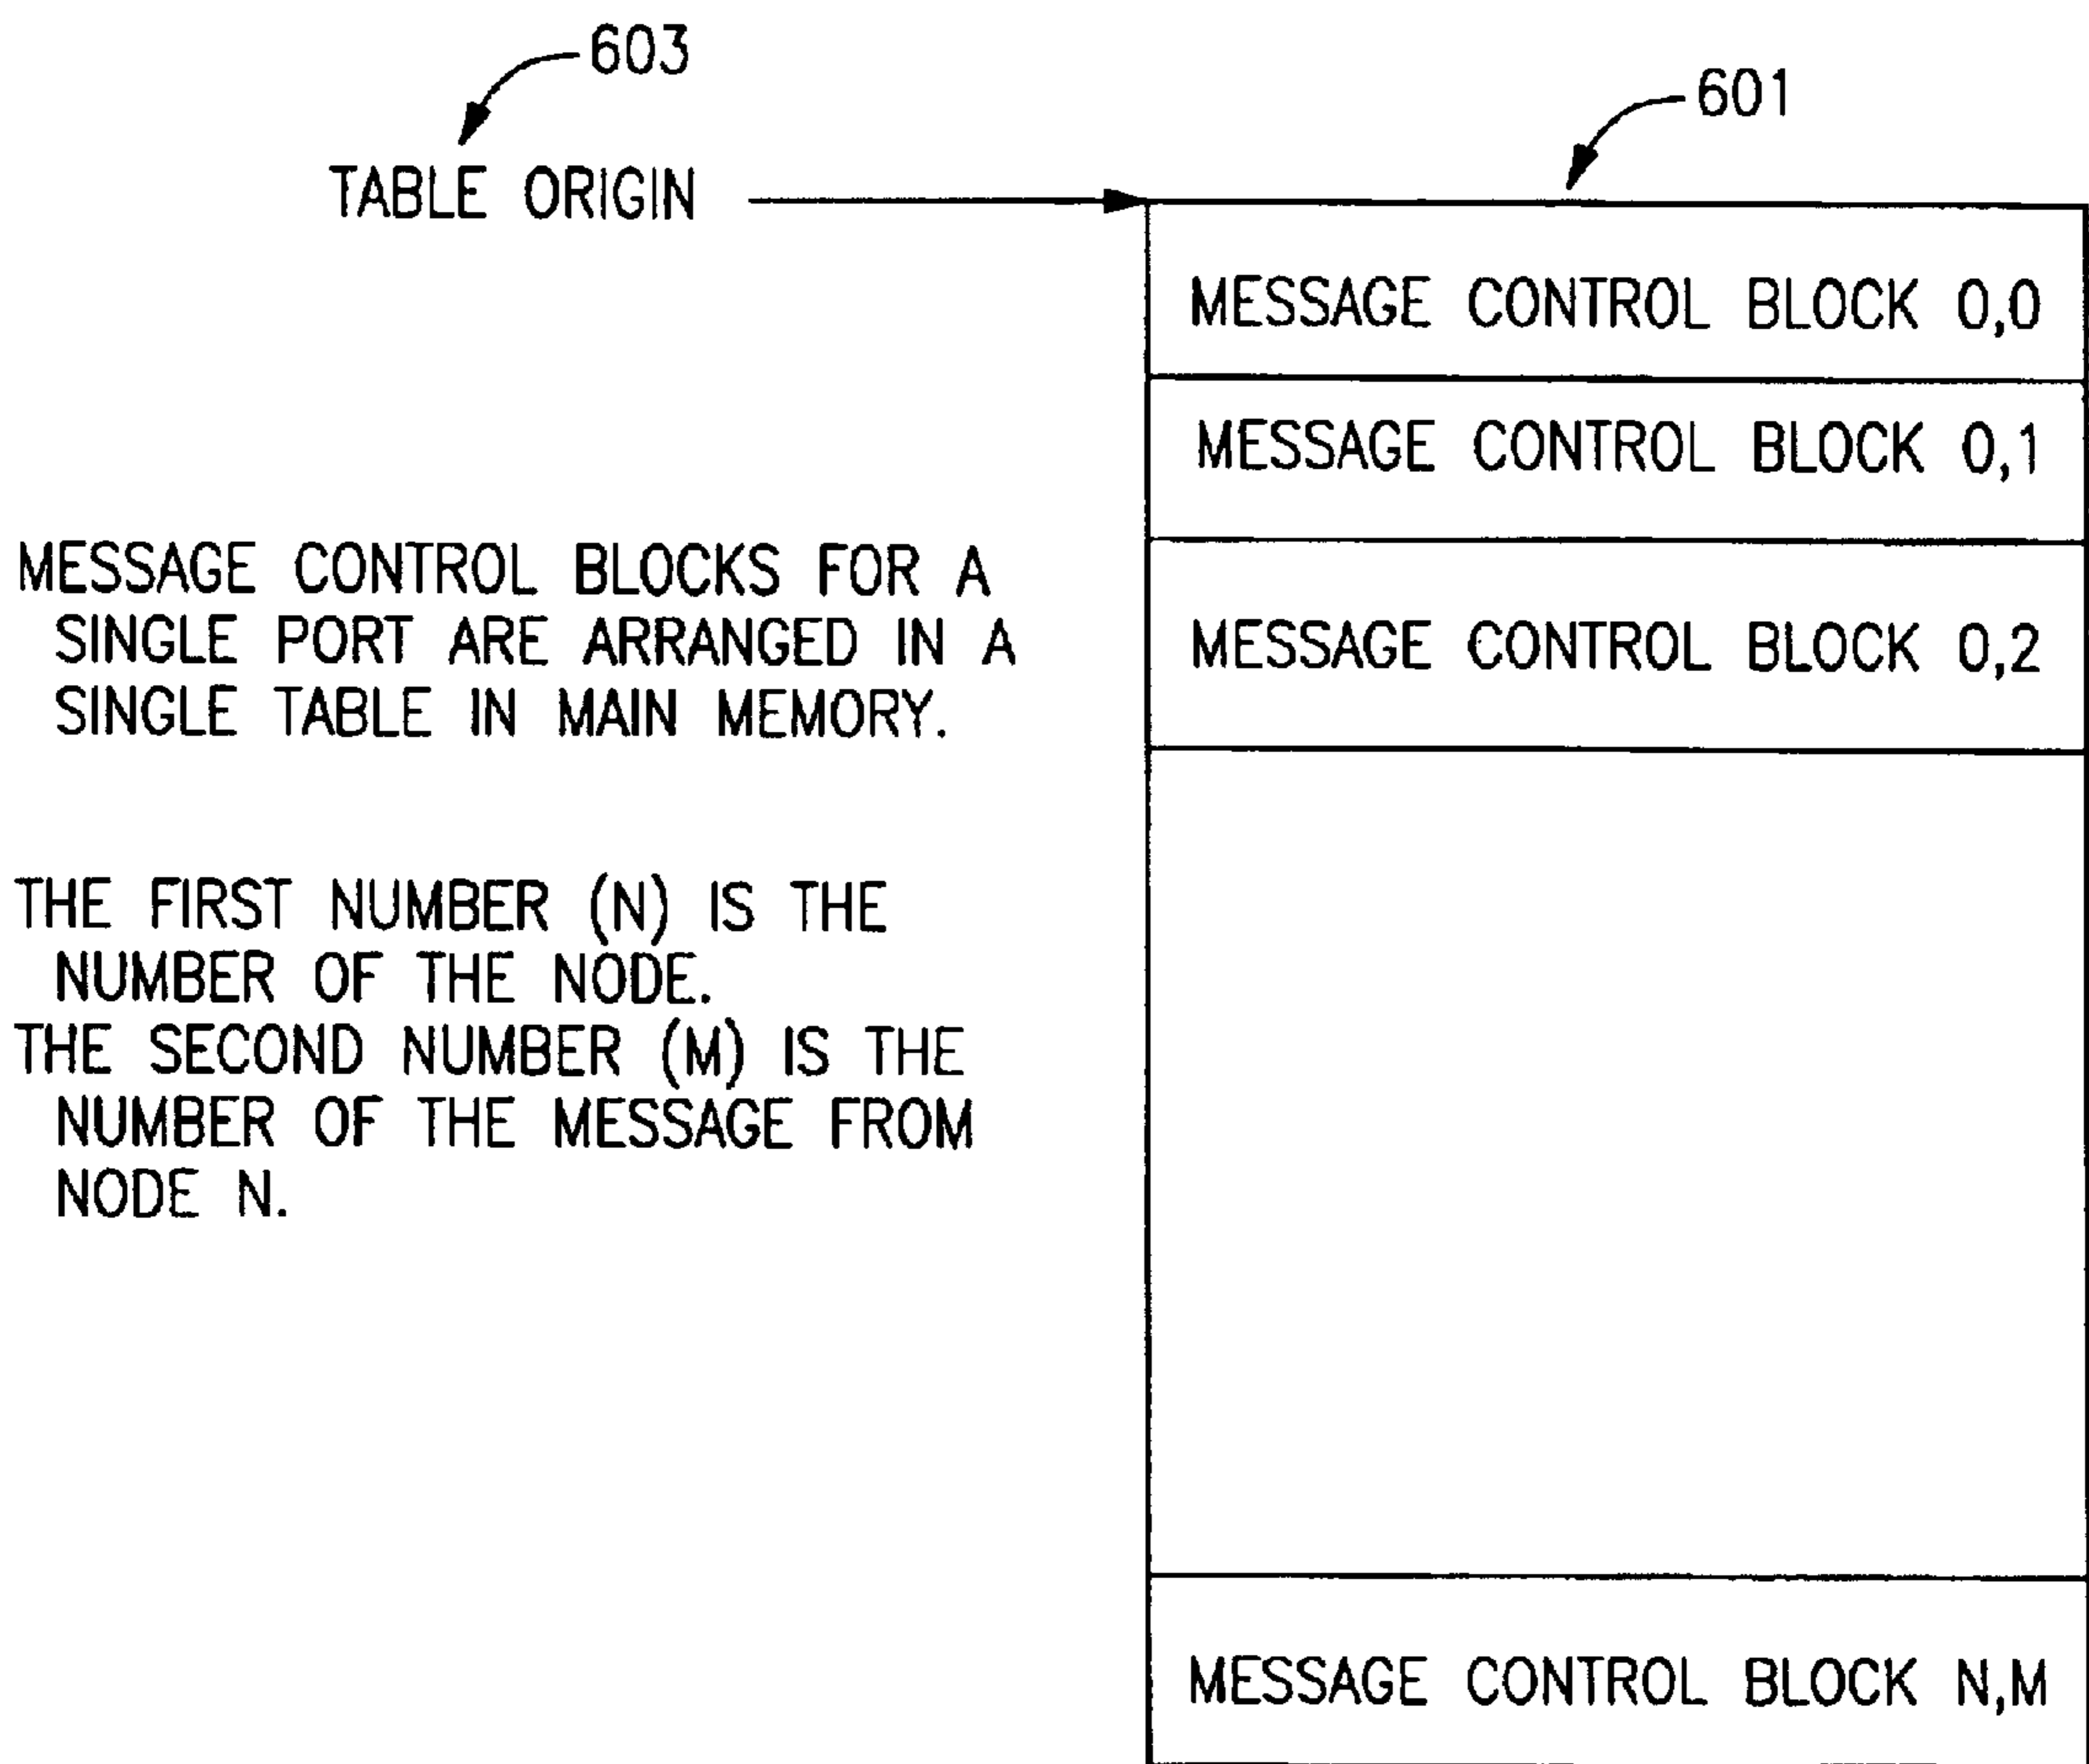 603
601
TABLE ORIGIN
MESSAGE CONTROL BLOCK 0,0
MESSAGE CONTROL BLOCK 0,1
MESSAGE CONTROL BLOCKS FOR A
SINGLE PORT ARE ARRANGED IN A
SINGLE TABLE IN MAIN MEMORY.
MESSAGE CONTROL BLOCK 0,2
THE FIRST NUMBER (N) IS THE
NUMBER OF THE NODE.
THE SECOND NUMBER (M) IS THE
NUMBER OF THE MESSAGE FROM
NODE N.
MESSAGE CONTROL BLOCK N,M